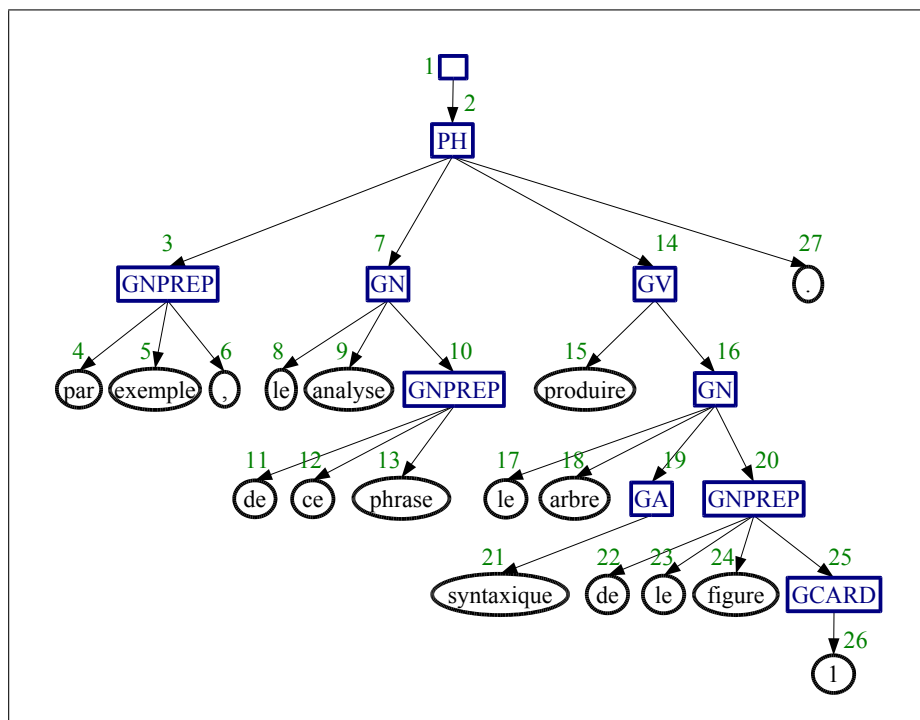 1
2
PH
3 7 14 27
GNPREP GN GV .
4 5 6 8 9 10 15 16
par exemple , le analyse GNPREP produire GN
11 12 13 17 18 19 20
de ce phrase le arbre GA GNPREP
21 22 23 24 25
syntaxique de le figure GCARD
26
1